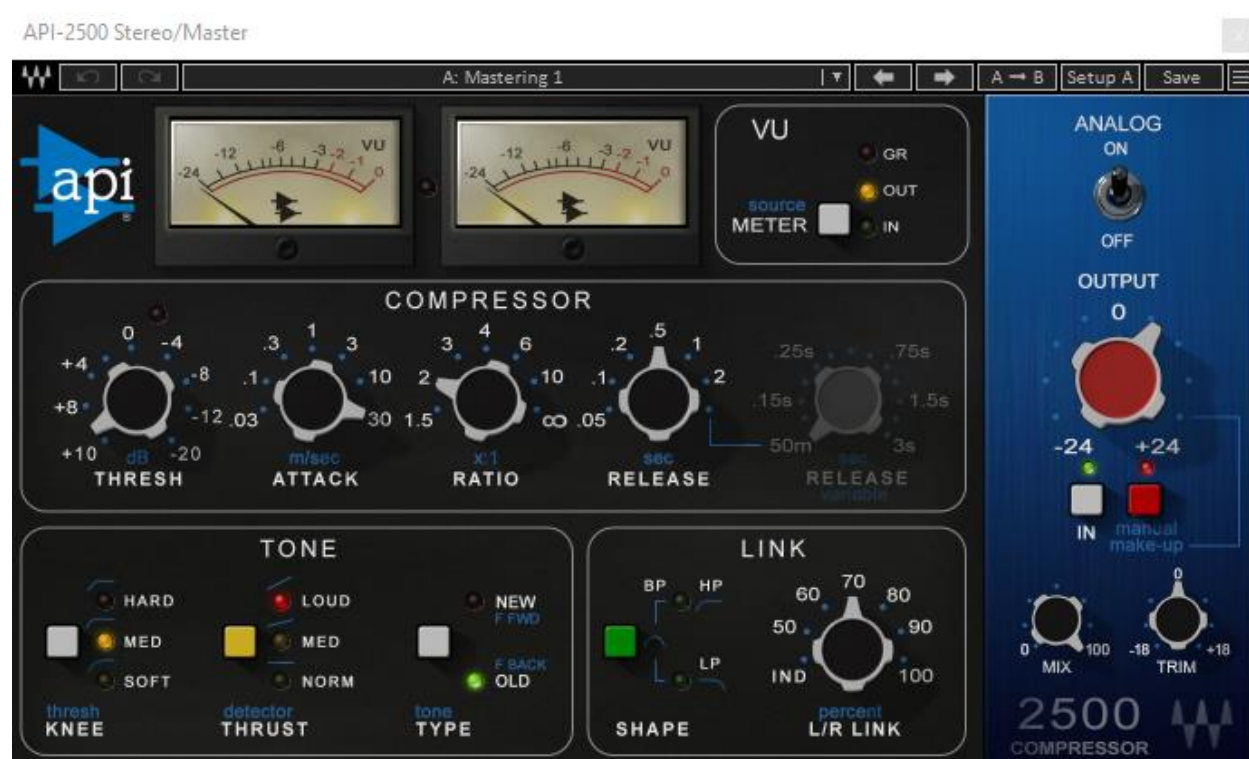 API-2500 Stereo/Master
A: Mastering 1
A → B
Setup A
Save
api
®
-24 -12 -6 -3 -2 -1 0 VU
-24 -12 -6 -3 -2 -1 0 VU
VU
GR
OUT
IN
source
METER
ANALOG
ON
OFF
OUTPUT
0
-24 +24
IN
manual
make-up
COMPRESSOR
+10 +8 +4 0 -4 -8 -12 -20
dB
THRESH
.03 .1 .3 1 3 10 30
m/sec
ATTACK
1.5 2 3 4 6 10 ∞
x:1
RATIO
.05 .1 .2 .5 1 2
sec
RELEASE
50m .15s .25s .75s 1.5s 3s
sec
RELEASE
variable
TONE
HARD
MED
SOFT
thresh
KNEE
LOUD
MED
NORM
detector
THRUST
NEW
F FWD
F BACK
OLD
tone
TYPE
LINK
BP HP
LP
SHAPE
IND 50 60 70 80 90 100
percent
L/R LINK
0 100
MIX
0
-18 +18
TRIM
2500
COMPRESSOR